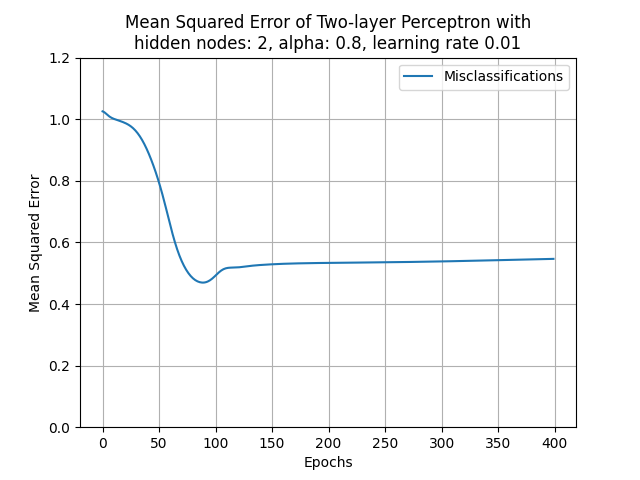 Mean Squared Error of Two-layer Perceptron with
hidden nodes: 2, alpha: 0.8, learning rate 0.01
Misclassifications
1.2
1.0
0.8
0.6
0.4
0.2
0.0
Mean Squared Error
0 50 100 150 200 250 300 350 400
Epochs